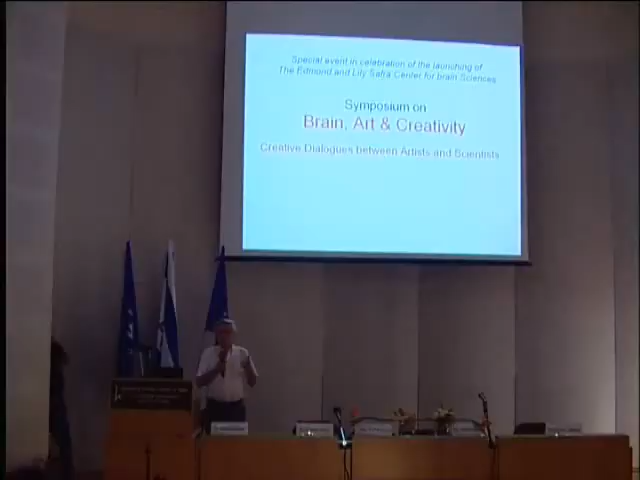 Special event in celebration of the launching of
The Edmond and Lily Safra Center for brain Sciences
Symposium on
Brain, Art & Creativity
Creative Dialogues between Artists and Scientists